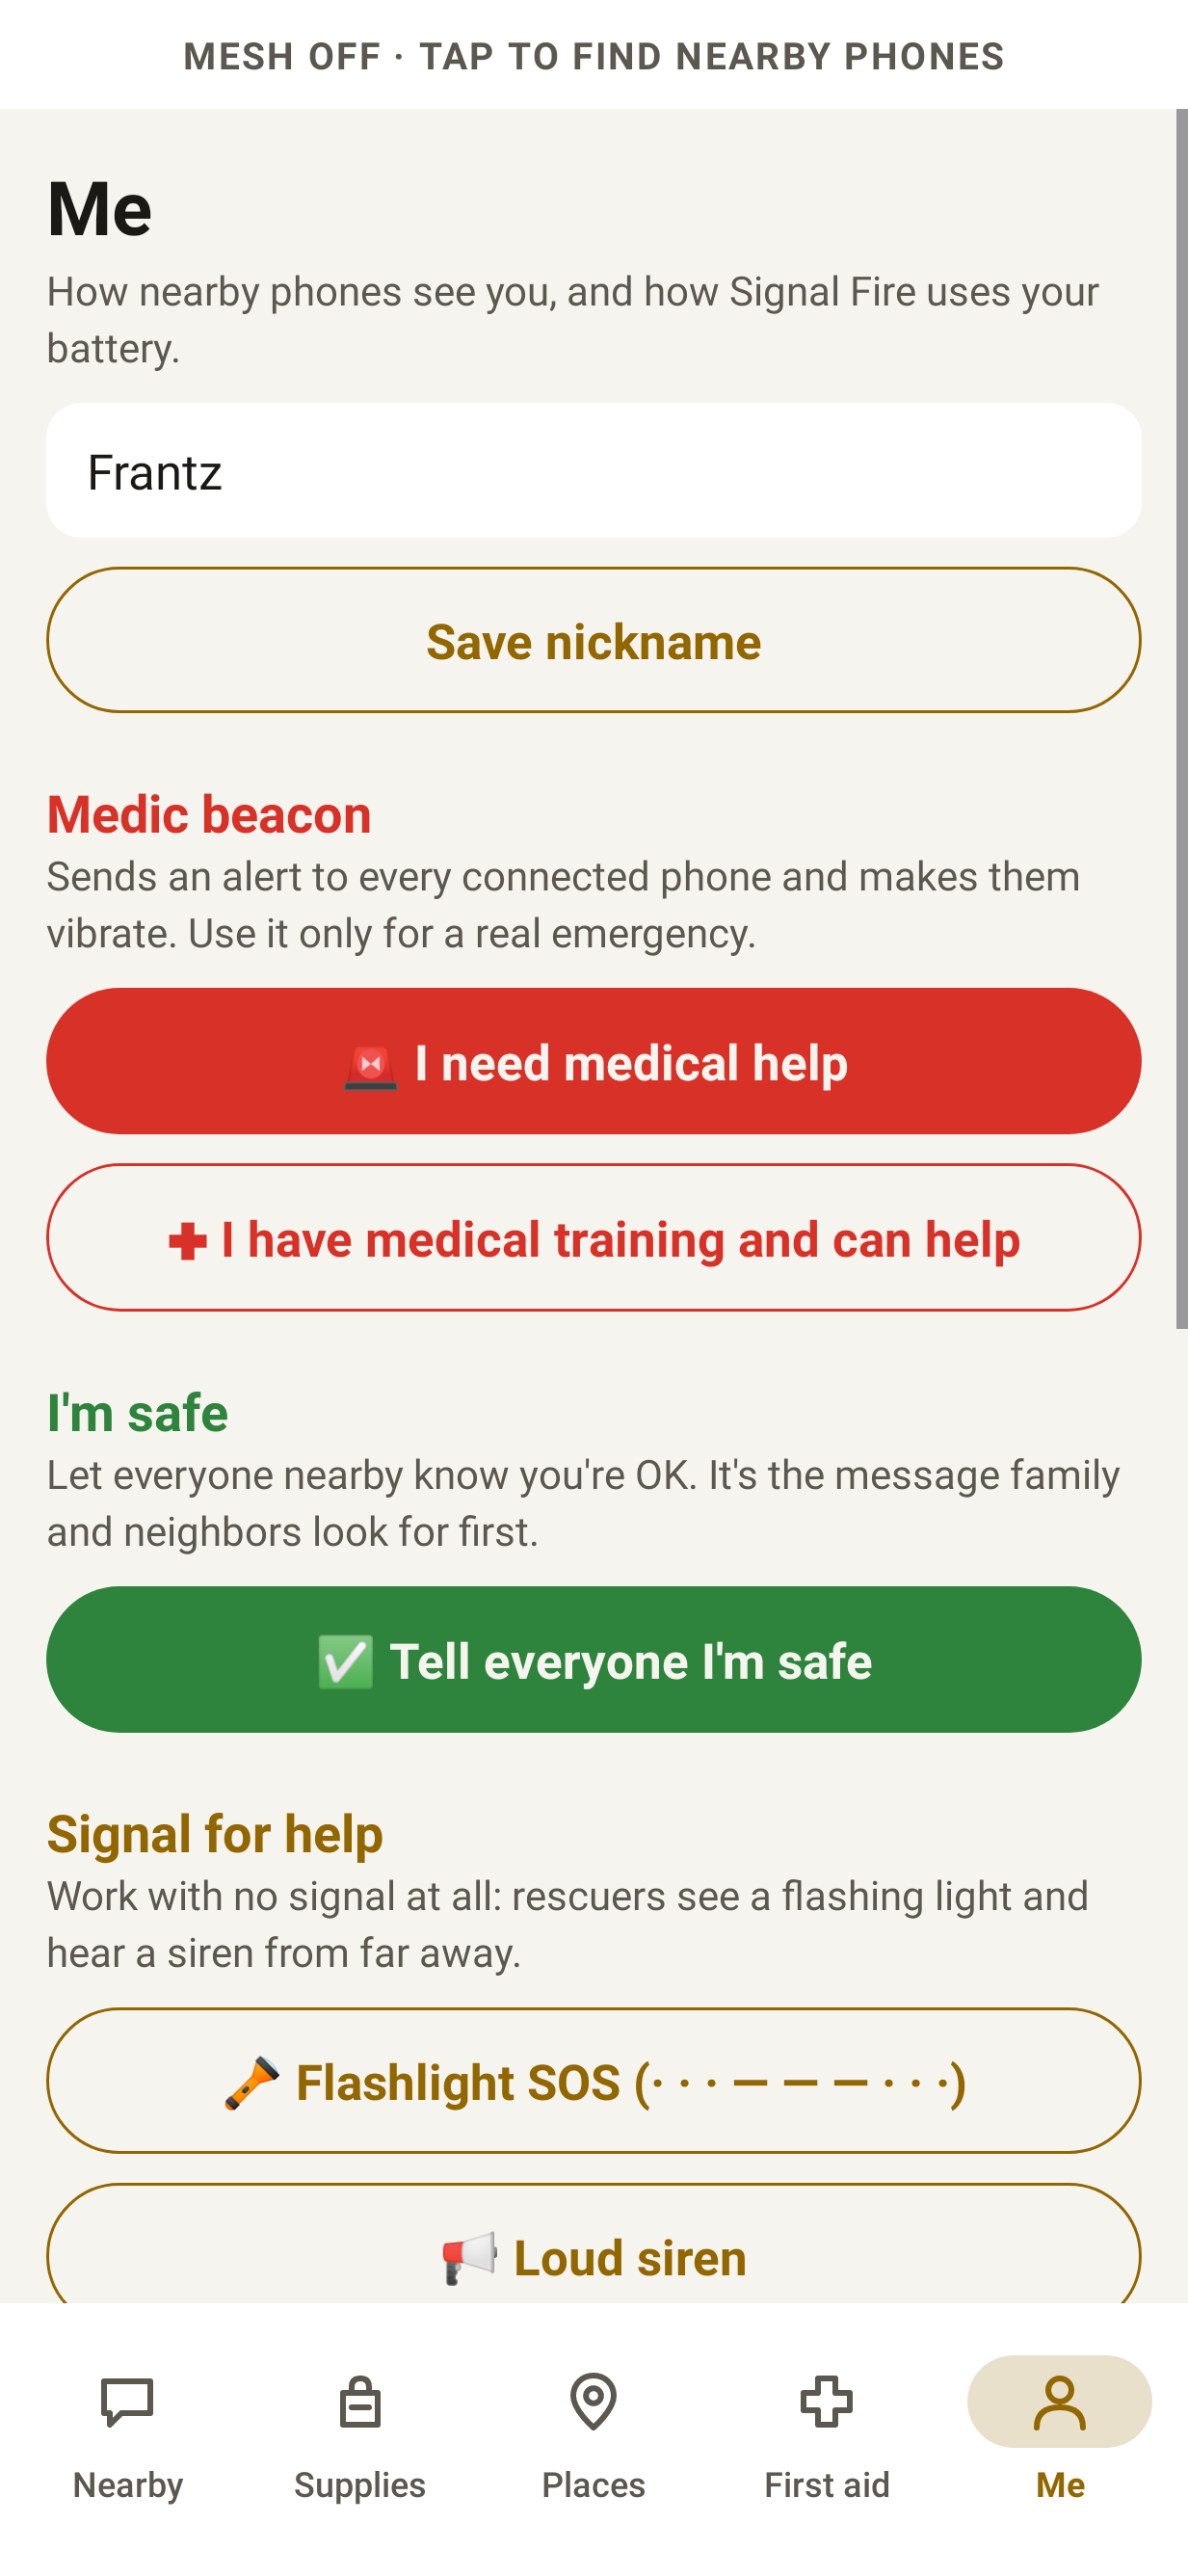 MESH OFF · TAP TO FIND NEARBY PHONES
Me
How nearby phones see you, and how Signal Fire uses your
battery.
Frantz
Save nickname
Medic beacon
Sends an alert to every connected phone and makes them
vibrate. Use it only for a real emergency.
🚨 I need medical help
✚ I have medical training and can help
I'm safe
Let everyone nearby know you're OK. It's the message family
and neighbors look for first.
✅ Tell everyone I'm safe
Signal for help
Work with no signal at all: rescuers see a flashing light and
hear a siren from far away.
🔦 Flashlight SOS (· · · — — — · · ·)
📢 Loud siren
Nearby
Supplies
Places
First aid
Me